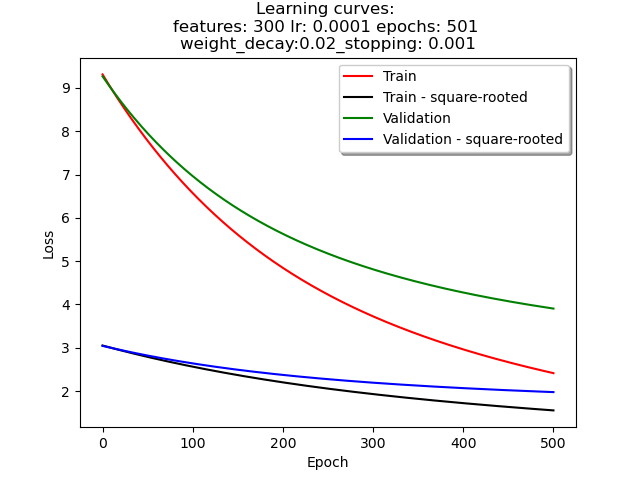 Learning curves:
features: 300 lr: 0.0001 epochs: 501
weight_decay:0.02_stopping: 0.001
Train
Train - square-rooted
Validation
Validation - square-rooted
9
8
7
6
5
4
3
2
Loss
0
100
200
300
400
500
Epoch